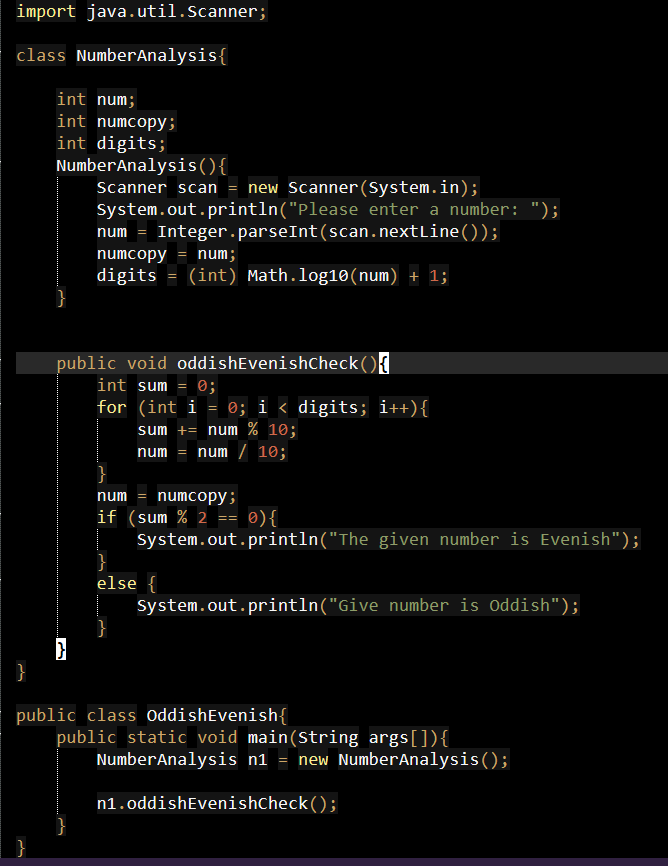 import java.util.Scanner;
class NumberAnalysis{
int num;
int numcopy;
int digits;
NumberAnalysis(){
Scanner scan = new Scanner(System.in);
System.out.println("Please enter a number: ");
num = Integer.parseInt(scan.nextLine());
numcopy = num;
digits = (int) Math.log10(num) + 1;
}
public void oddishEvenishCheck(){
int sum = 0;
for (int i = 0; i < digits; i++){
sum += num % 10;
num = num / 10;
}
num = numcopy;
if (sum % 2 == 0){
System.out.println("The given number is Evenish");
}
else {
System.out.println("Give number is Oddish");
}
}
}
public class OddishEvenish{
public static void main(String args[]){
NumberAnalysis n1 = new NumberAnalysis();
n1.oddishEvenishCheck();
}
}